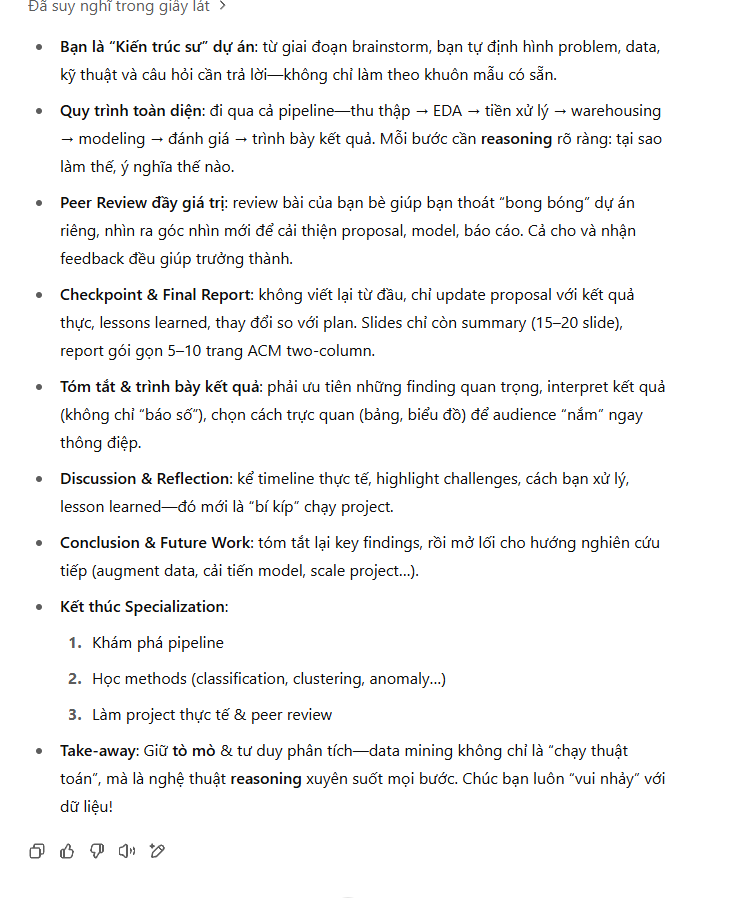 Đã suy nghĩ trong giây lát >
• Bạn là “Kiến trúc sư” dự án: từ giai đoạn brainstorm, bạn tự định hình problem, data,
kỹ thuật và câu hỏi cần trả lời—không chỉ làm theo khuôn mẫu có sẵn.
• Quy trình toàn diện: đi qua cả pipeline—thu thập → EDA → tiền xử lý → warehousing
→ modeling → đánh giá → trình bày kết quả. Mỗi bước cần reasoning rõ ràng: tại sao
làm thế, ý nghĩa thế nào.
• Peer Review đầy giá trị: review bài của bạn bè giúp bạn thoát “bong bóng” dự án
riêng, nhìn ra góc nhìn mới để cải thiện proposal, model, báo cáo. Cả cho và nhận
feedback đều giúp trưởng thành.
• Checkpoint & Final Report: không viết lại từ đầu, chỉ update proposal với kết quả
thực, lessons learned, thay đổi so với plan. Slides chỉ còn summary (15–20 slide),
report gói gọn 5–10 trang ACM two-column.
• Tóm tắt & trình bày kết quả: phải ưu tiên những finding quan trọng, interpret kết quả
(không chỉ “báo số”), chọn cách trực quan (bảng, biểu đồ) để audience “nắm” ngay
thông điệp.
• Discussion & Reflection: kể timeline thực tế, highlight challenges, cách bạn xử lý,
lesson learned—đó mới là “bí kíp” chạy project.
• Conclusion & Future Work: tóm tắt lại key findings, rồi mở lối cho hướng nghiên cứu
tiếp (augment data, cải tiến model, scale project…).
• Kết thúc Specialization:
1. Khám phá pipeline
2. Học methods (classification, clustering, anomaly…)
3. Làm project thực tế & peer review
• Take-away: Giữ tò mò & tư duy phân tích—data mining không chỉ là “chạy thuật
toán”, mà là nghệ thuật reasoning xuyên suốt mọi bước. Chúc bạn luôn “vui nhảy” với
dữ liệu!